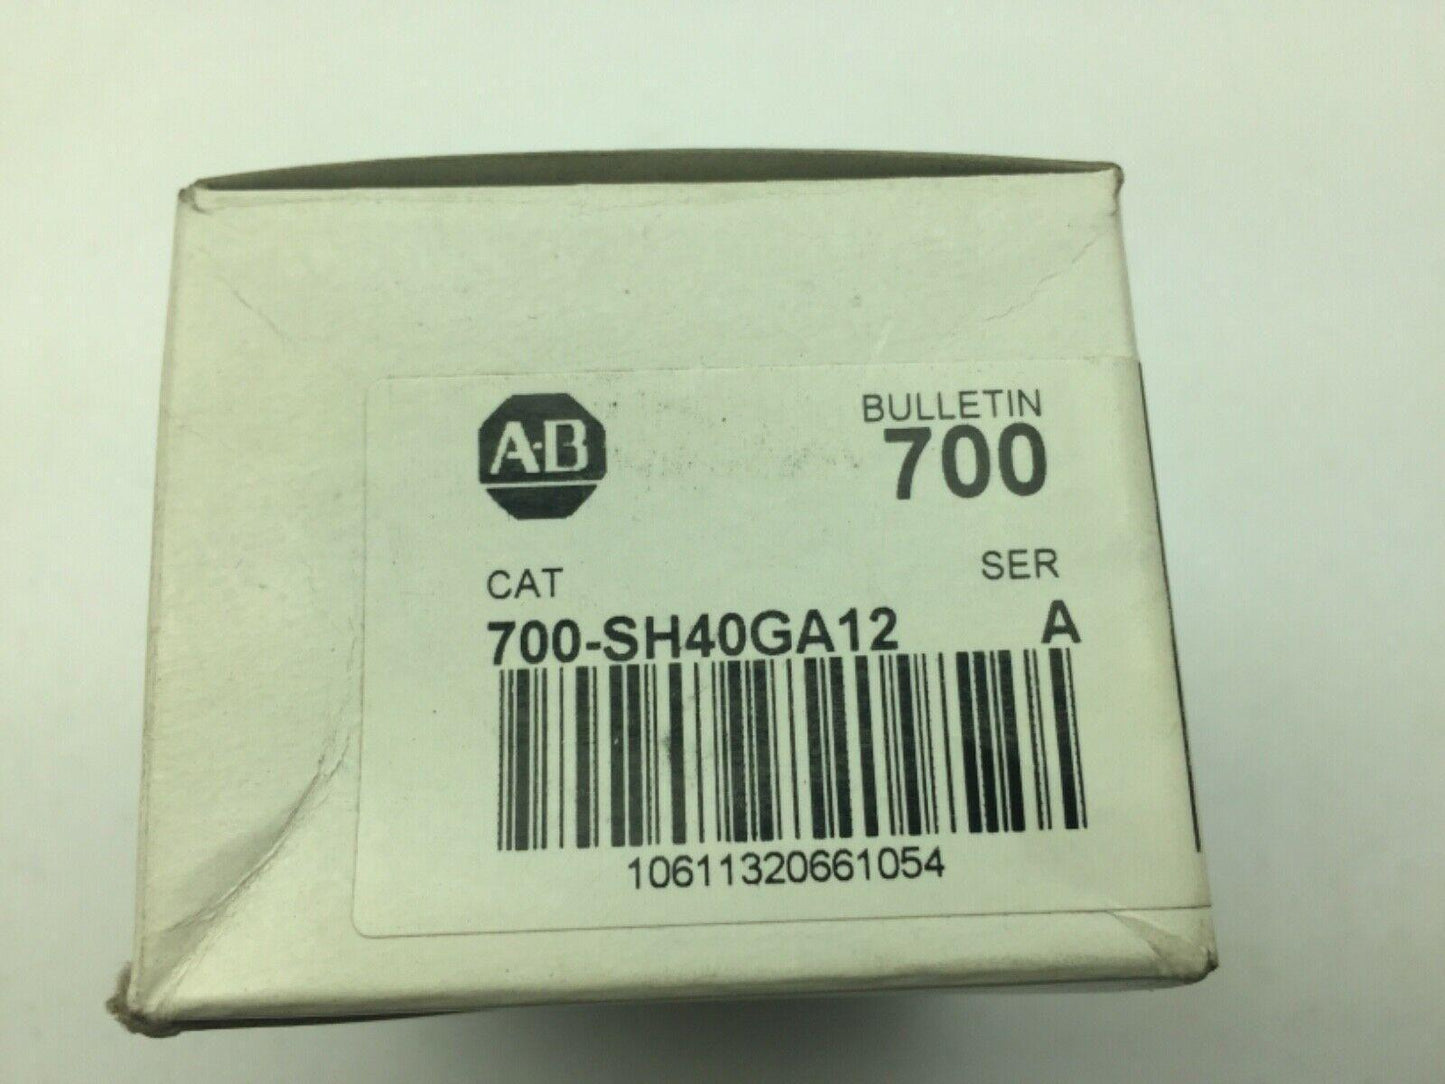 A-B
BULLETIN
700
CAT
SER
700-SH40GA12
A
10611320661054